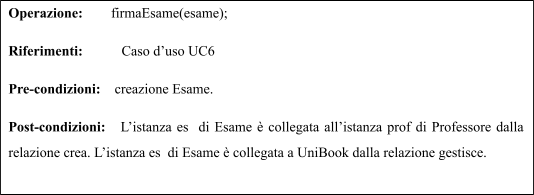 Operazione: firmaEsame(esame);
Riferimenti: Caso d’uso UC6
Pre-condizioni: creazione Esame.
Post-condizioni: L’istanza es di Esame è collegata all’istanza prof di Professore dalla
relazione crea. L’istanza es di Esame è collegata a UniBook dalla relazione gestisce.